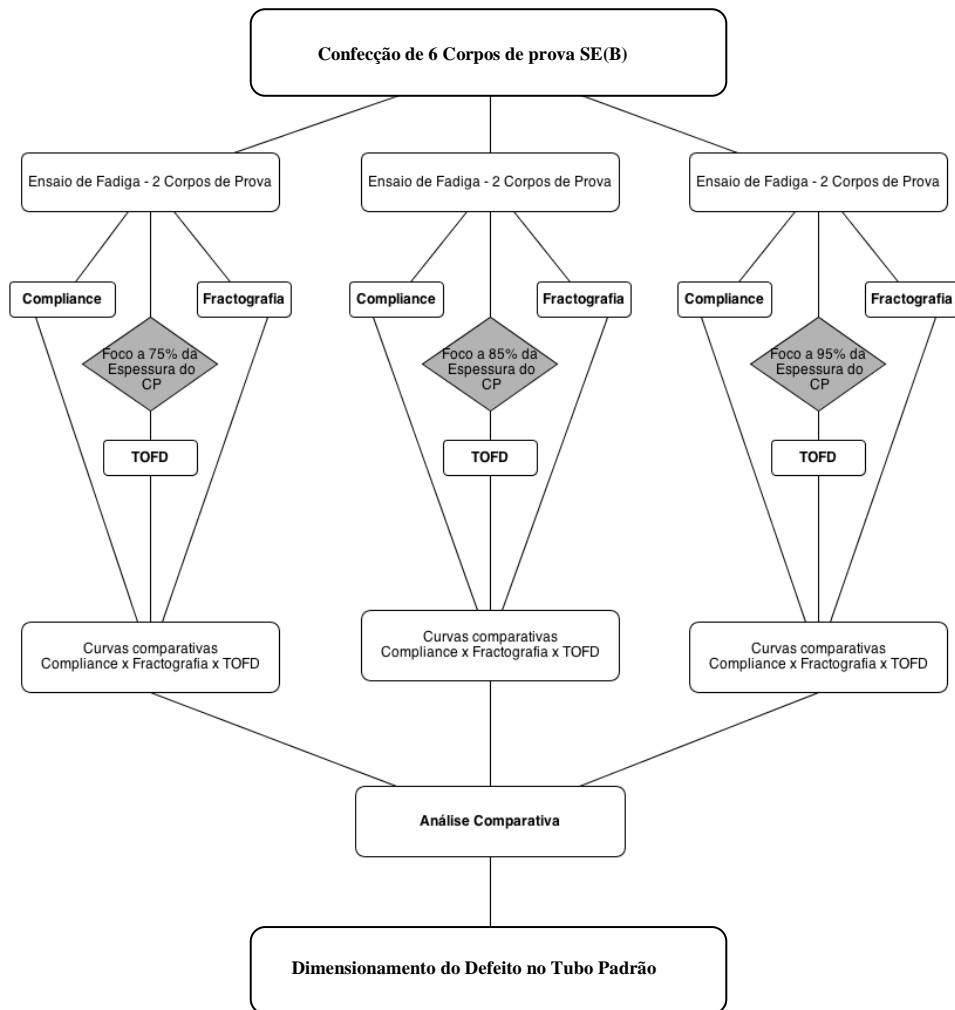 Confecção de 6 Corpos de prova SE(B)
Ensaio de Fadiga - 2 Corpos de Prova
Ensaio de Fadiga - 2 Corpos de Prova
Ensaio de Fadiga - 2 Corpos de Prova
Compliance
Fractografia
Compliance
Fractografia
Compliance
Fractografia
Foco a 75% da
Espessura do
CP
Foco a 85% da
Espessura do
CP
Foco a 95% da
Espessura do
CP
TOFD
TOFD
TOFD
Curvas comparativas
Compliance x Fractografia x TOFD
Curvas comparativas
Compliance x Fractografia x TOFD
Curvas comparativas
Compliance x Fractografia x TOFD
Análise Comparativa
Dimensionamento do Defeito no Tubo Padrão